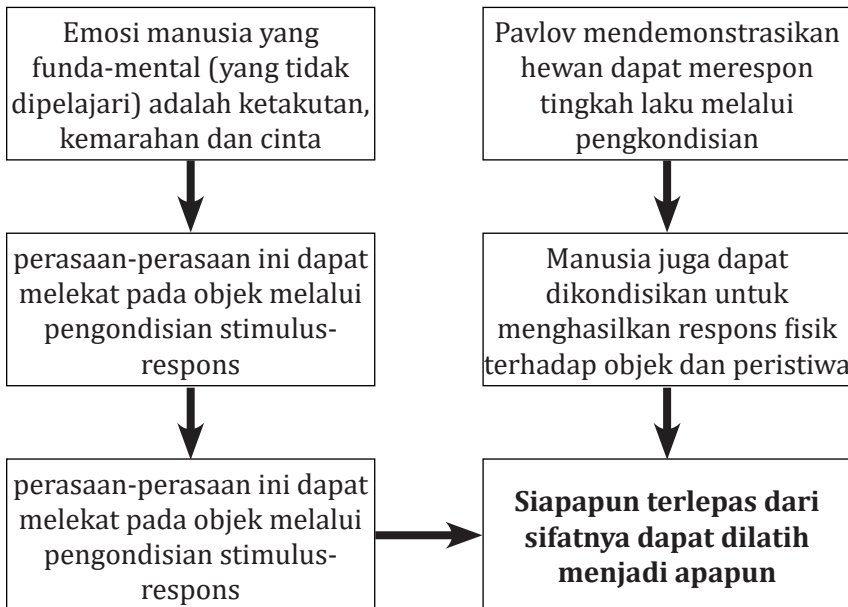 Emosi manusia yang
funda-mental (yang tidak
dipelajari) adalah ketakutan,
kemarahan dan cinta
perasaan-perasaan ini dapat
melekat pada objek melalui
pengondisian stimulus-
respons
perasaan-perasaan ini dapat
melekat pada objek melalui
pengondisian stimulus-
respons
Pavlov mendemonstrasikan
hewan dapat merespon
tingkah laku melalui
pengkondisian
Manusia juga dapat
dikondisikan untuk
menghasilkan respons fisik
terhadap objek dan peristiwa
Siapapun terlepas dari
sifatnya dapat dilatih
menjadi apapun